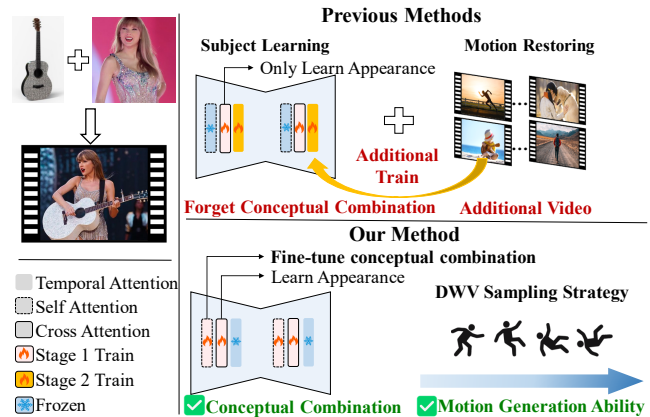 Previous Methods
Subject Learning
Motion Restoring
Only Learn Appearance
Additional
Train
Forget Conceptual Combination
Additional Video
Our Method
Fine-tune conceptual combination
Learn Appearance
DWV Sampling Strategy
Conceptual Combination
Motion Generation Ability
Temporal Attention
Self Attention
Cross Attention
Stage 1 Train
Stage 2 Train
Frozen